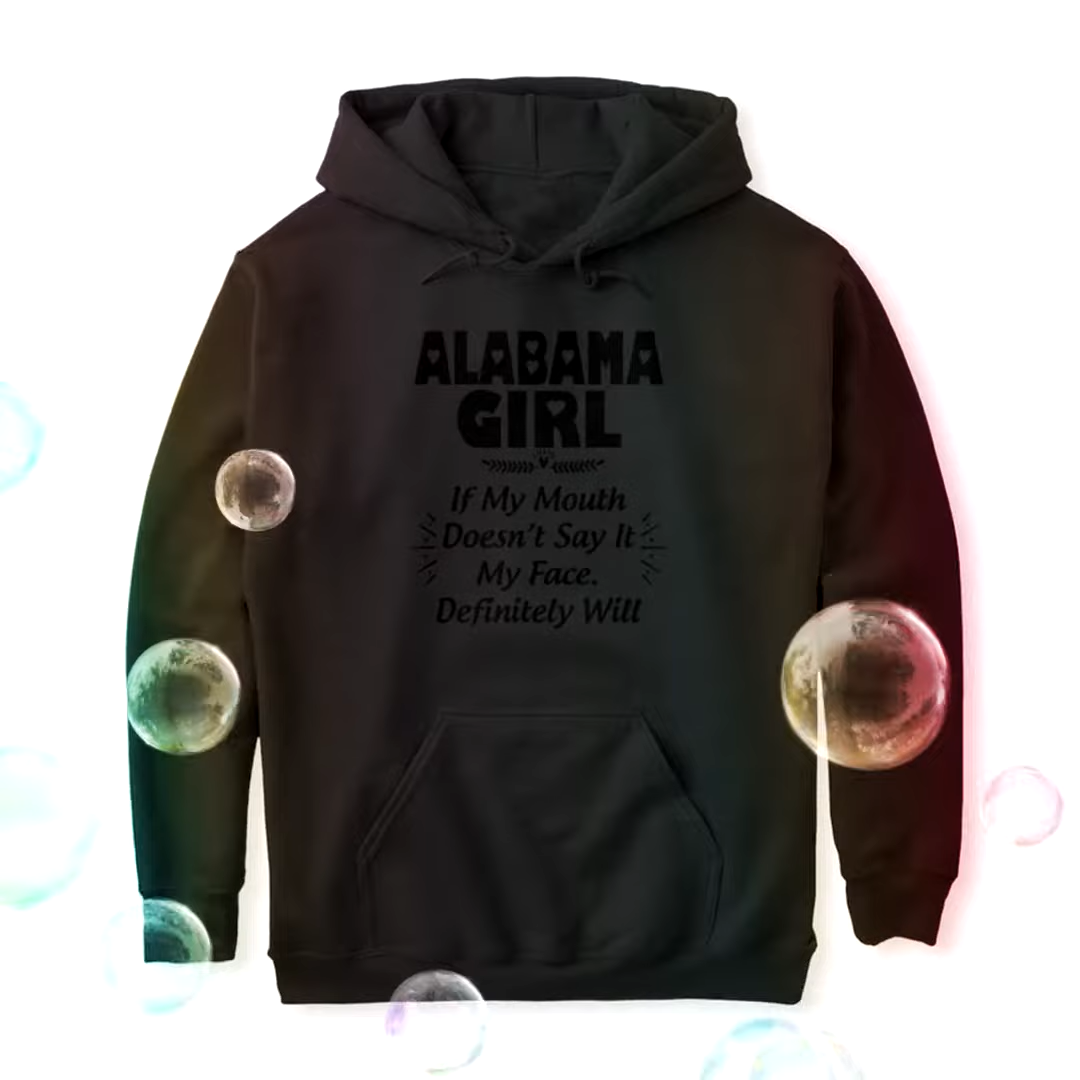 ALABAMA
GIRL
If My Mouth
Doesn't Say It
My Face.
Definitely Will